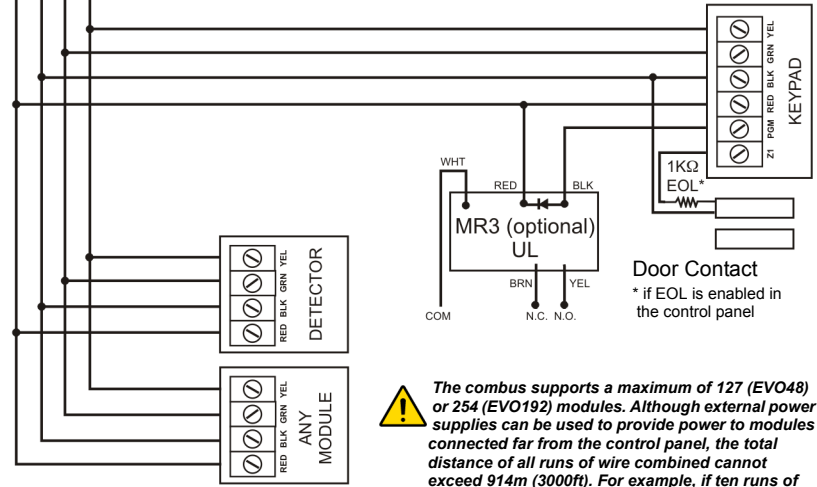 YEL
GRN
BLK
RED
PGM
Z1
KEYPAD
1KΩ
EOL*
WHT
RED
BLK
MR3 (optional)
UL
BRN
YEL
COM
N.C.
N.O.
Door Contact
* if EOL is enabled in
the control panel
YEL
GRN
BLK
RED
DETECTOR
YEL
GRN
BLK
RED
ANY
MODULE
The combus supports a maximum of 127 (EVO48)
or 254 (EVO192) modules. Although external power
supplies can be used to provide power to modules
connected far from the control panel, the total
distance of all runs of wire combined cannot
exceed 914m (3000ft). For example, if ten runs of